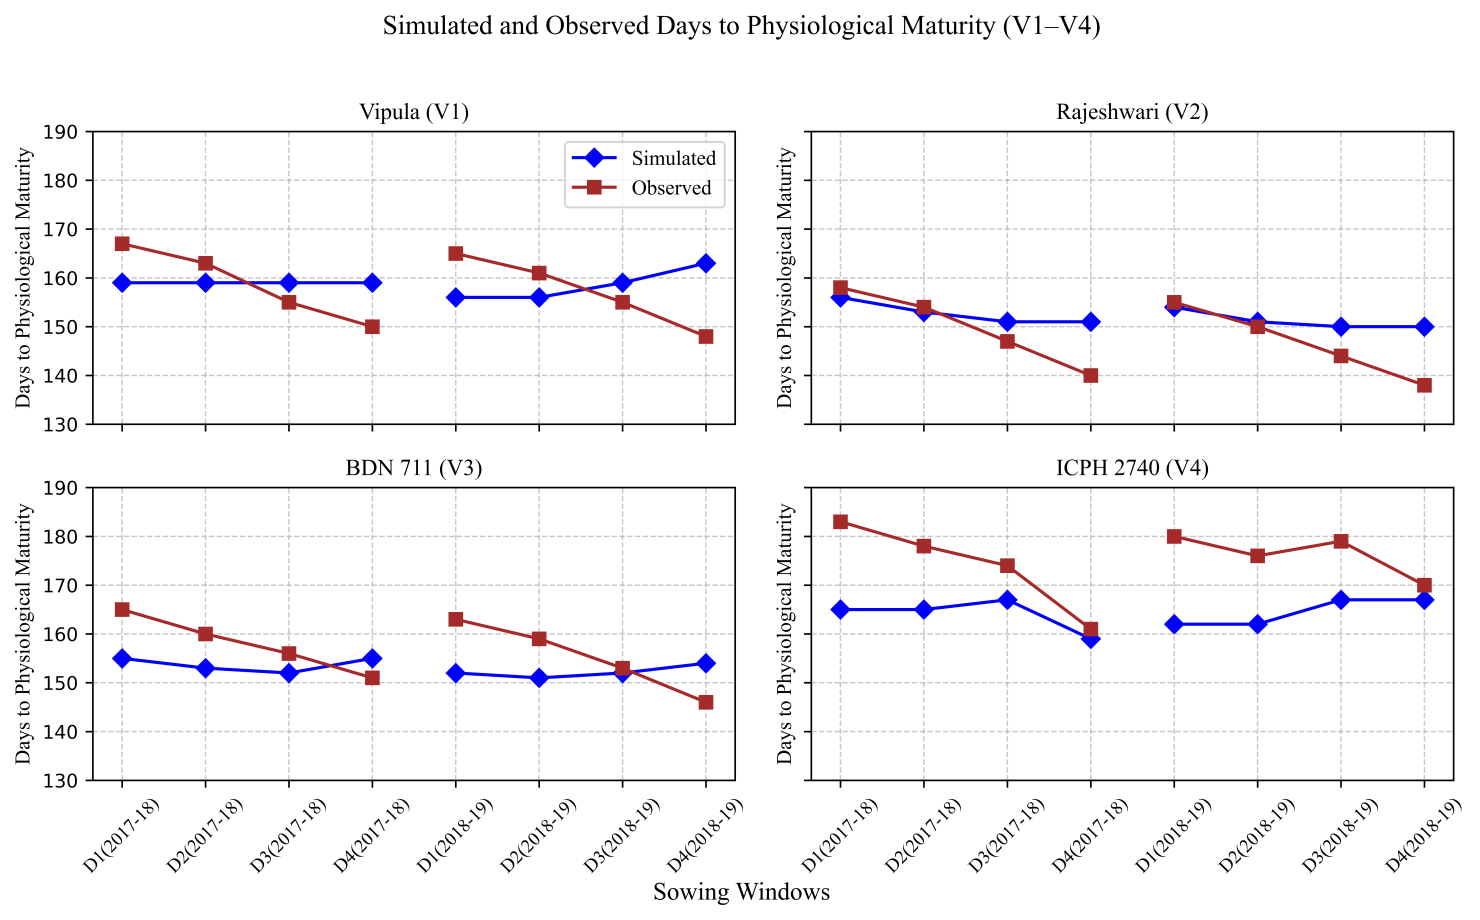 Simulated and Observed Days to Physiological Maturity (V1–V4)
Vipula (V1)
Days to Physiological Maturity
190
180
170
160
150
140
130
Simulated
Observed
Rajeshwari (V2)
Days to Physiological Maturity
BDN 711 (V3)
Days to Physiological Maturity
190
180
170
160
150
140
130
D1(2017-18)
D2(2017-18)
D3(2017-18)
D4(2017-18)
D1(2018-19)
D2(2018-19)
D3(2018-19)
D4(2018-19)
ICPH 2740 (V4)
Days to Physiological Maturity
D1(2017-18)
D2(2017-18)
D3(2017-18)
D4(2017-18)
D1(2018-19)
D2(2018-19)
D3(2018-19)
D4(2018-19)
Sowing Windows